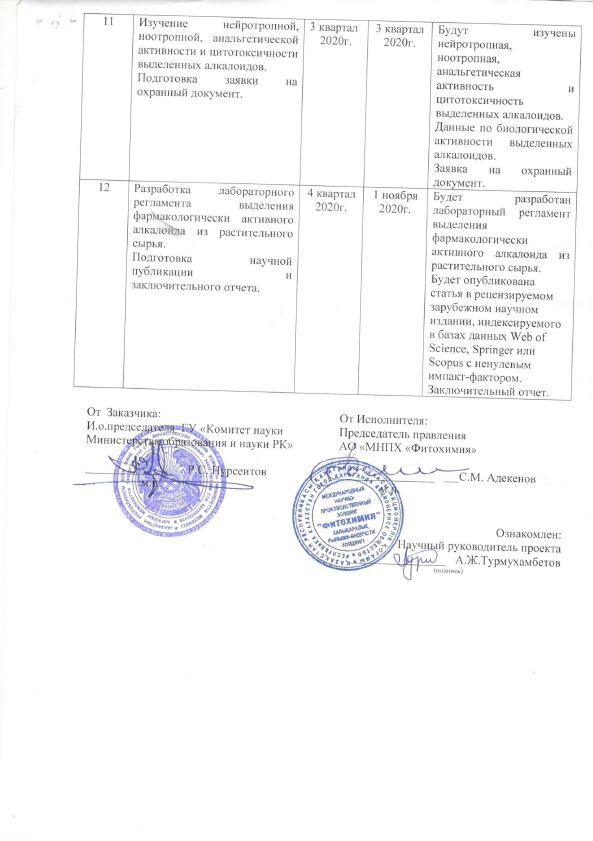 11
Изучение нейротропной,
ноотропной, анальгетической
активности и цитотоксичности
выделенных алкалоидов.
Подготовка заявки на
охранный документ.
3 квартал
2020г.
3 квартал
2020г.
Будут изучены
нейротропная,
ноотропная,
анальгетическая
активность и
цитотоксичность
выделенных алкалоидов.
Данные по биологической
активности выделенных
алкалоидов.
Заявка на охранный
документ.
12
Разработка лабораторного
регламента выделения
фармакологически активного
алкалоида из растительного
сырья.
Подготовка научной
публикации и
заключительного отчета.
4 квартал
2020г.
1 ноября
2020г.
Будет разработан
лабораторный регламент
выделения
фармакологически
активного алкалоида из
растительного сырья.
Будет опубликована
статья в рецензируемом
зарубежном научном
издании, индексируемого
в базах данных Web of
Science, Springer или
Scopus с ненулевым
импакт-фактором.
Заключительный отчет.
От Заказчика:
И.о.председателя ГУ «Комитет науки
Министерства образования и науки РК»
Р.С. Нурсеитов
м.п.
От Исполнителя:
Председатель правления
АО «МНПХ «Фитохимия»
С.М. Адекенов
МЕЖДУНАРОДНЫЙ
НАУЧНО-
ПРОИЗВОДСТВЕННЫЙ
ХОЛДИНГ
"ФИТОХИМИЯ"
ХАЛЫҚАРАЛЫҚ
ҒЫЛЫМИ-ӨНДІРІСТІК
ХОЛДИНГІ
Ознакомлен:
Научный руководитель проекта
А.Ж.Турмухамбетов
(подпись)